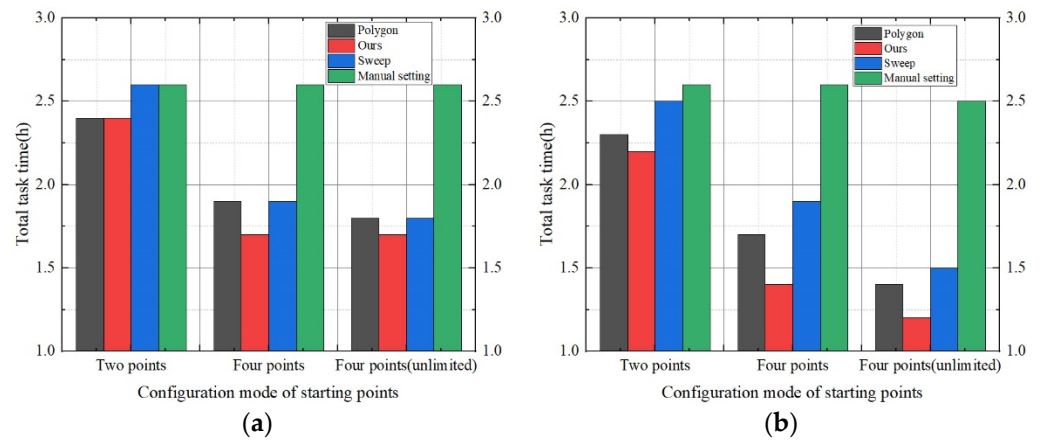 3.0
3.0
Polygon
Ours
Sweep
Manual setting
2.5
2.5
2.0
2.0
1.5
1.5
1.0
1.0
Total task time(h)
Two points
Four points
Four points(unlimited)
Configuration mode of starting points
(a)
3.0
3.0
Polygon
Ours
Sweep
Manual setting
2.5
2.5
2.0
2.0
1.5
1.5
1.0
1.0
Total task time(h)
Two points
Four points
Four points(unlimited)
Configuration mode of starting points
(b)